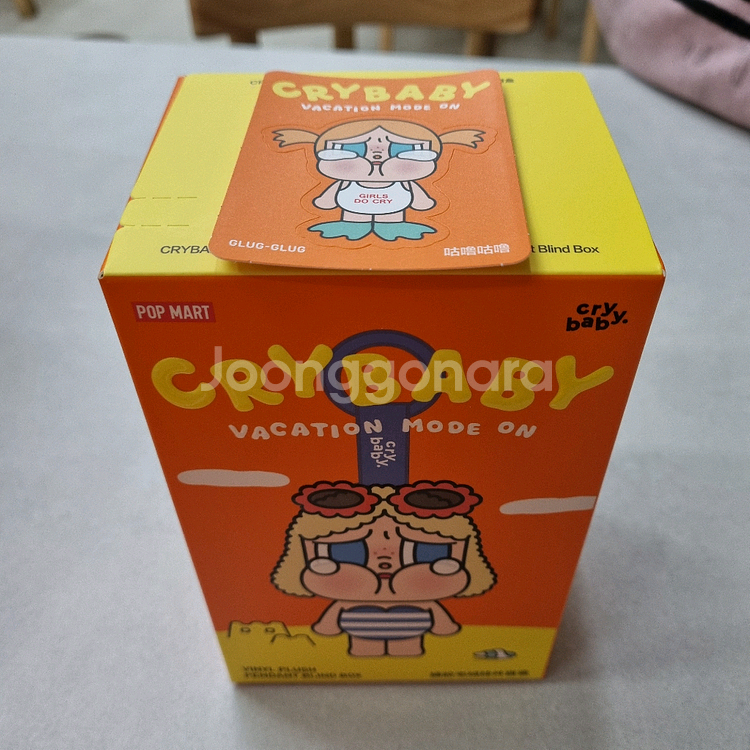 CRYBABY
VACATION MODE ON
GIRLS
DO CRY
GLUG-GLUG
咕噜咕噜
CRYBA
t Blind Box
POP MART
cry
baby.
CRYBABY
Joonggonara
VACATION MODE ON
cry
baby.
VINYL PLUSH
PENDANT BLIND BOX